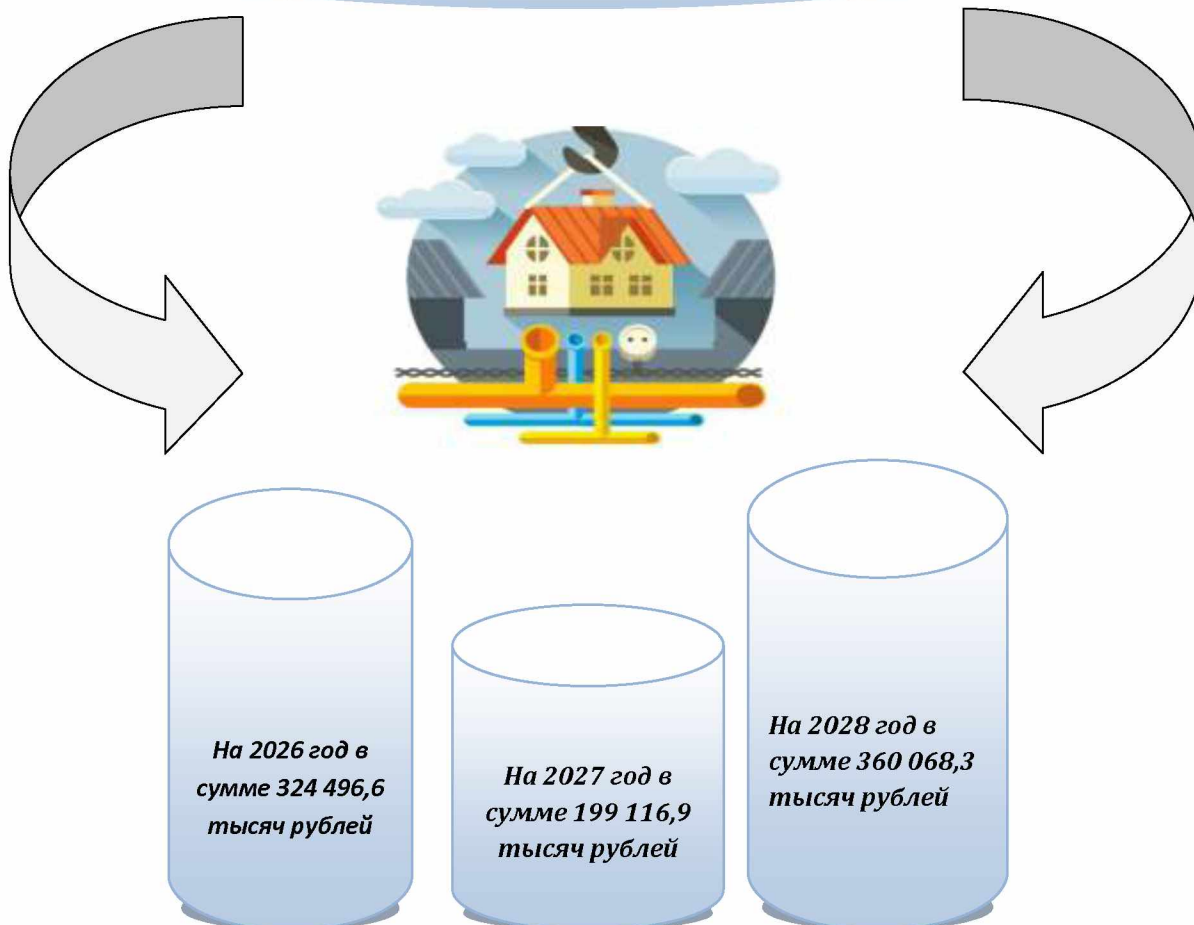 На 2026 год в
сумме 324 496,6
тысяч рублей
На 2027 год в
сумме 199 116,9
тысяч рублей
На 2028 год в
сумме 360 068,3
тысяч рублей